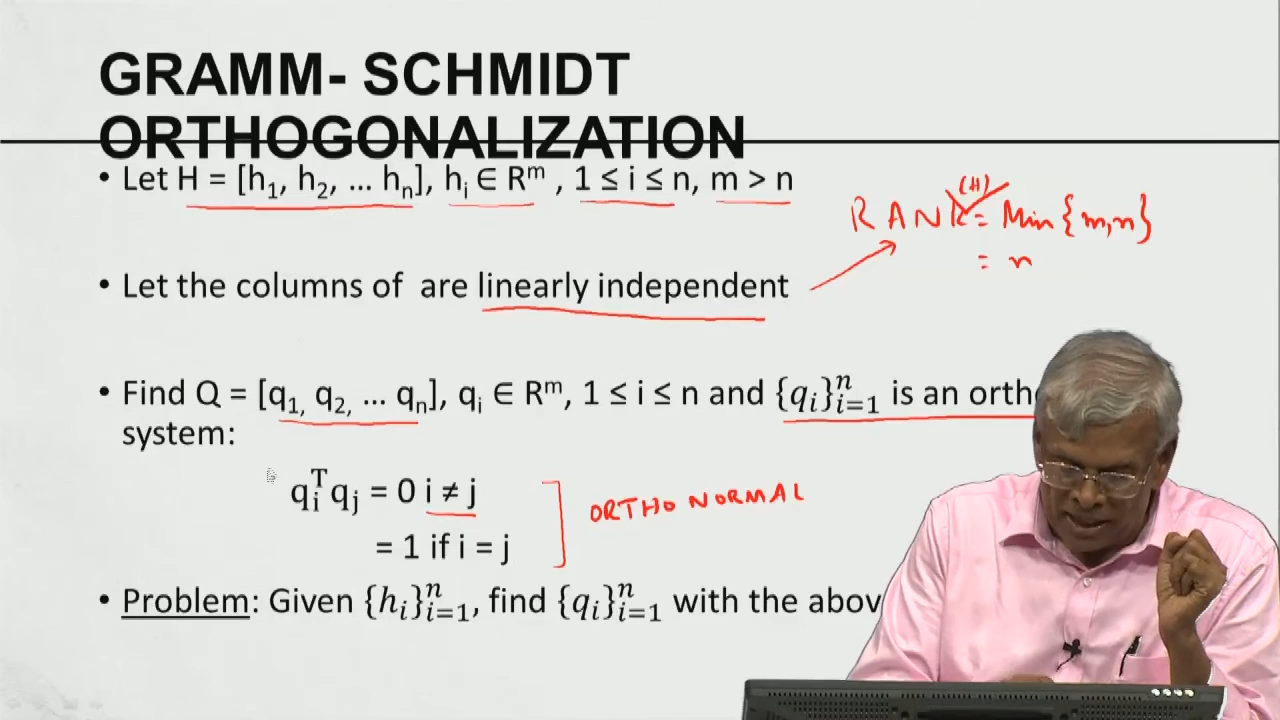 GRAMM- SCHMIDT
ORTHOGONALIZATION
• Let H = [h₁, h₂, ... hₙ], hᵢ ∈ Rᵐ , 1 ≤ i ≤ n, m > n
RANK(H) = Min {m,n}
= n
• Let the columns of are linearly independent
• Find Q = [q₁, q₂, ... qₙ], qᵢ ∈ Rᵐ, 1 ≤ i ≤ n and {qᵢ}ⁿᵢ₌₁ is an ortho
system:
qᵢᵀqⱼ = 0 i ≠ j
= 1 if i = j
ORTHONORMAL
• Problem: Given {hᵢ}ⁿᵢ₌₁, find {qᵢ}ⁿᵢ₌₁ with the above